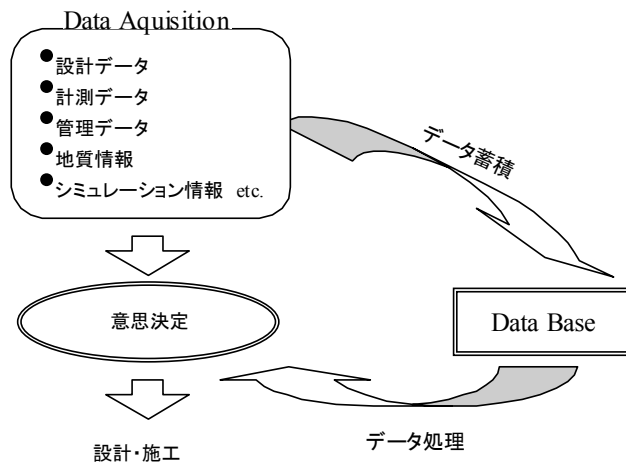 Data Aquisition
●設計データ
●計測データ
●管理データ
●地質情報
●シミュレーション情報 etc.
データ蓄積
意思決定
Data Base
データ処理
設計・施工